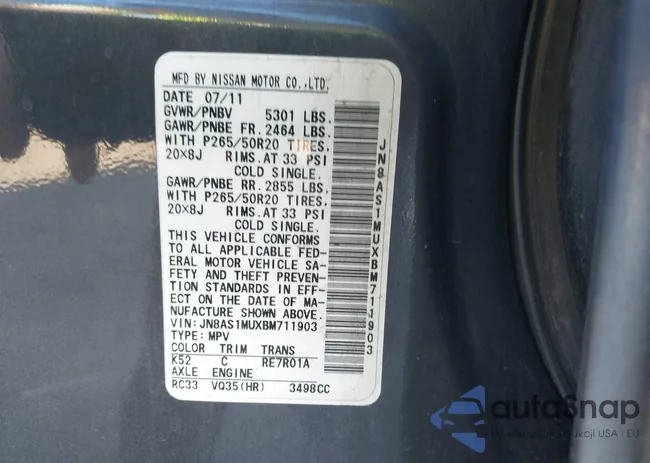 MFD BY NISSAN MOTOR CO.,LTD.
DATE 07/11
GVWR/PNBV 5301 LBS.
GAWR/PNBE FR. 2464 LBS.
WITH P265/50R20 TIRES.
20X8J RIMS. AT 33 PSI
COLD SINGLE.
GAWR/PNBE RR. 2855 LBS.
WITH P265/50R20 TIRES.
20X8J RIMS. AT 33 PSI
COLD SINGLE.
THIS VEHICLE CONFORMS
TO ALL APPLICABLE FED-
ERAL MOTOR VEHICLE SA-
FETY AND THEFT PREVEN-
TION STANDARDS IN EFF-
ECT ON THE DATE OF MA-
NUFACTURE SHOWN ABOVE.
VIN:JN8AS1MUXBM711903
TYPE: MPV
COLOR TRIM TRANS
K52 C RE7R01A
AXLE ENGINE
RC33 VQ35(HR) 3498CC
JN8AS1MUXBM711903
autoSnap
aukcji USA i EU